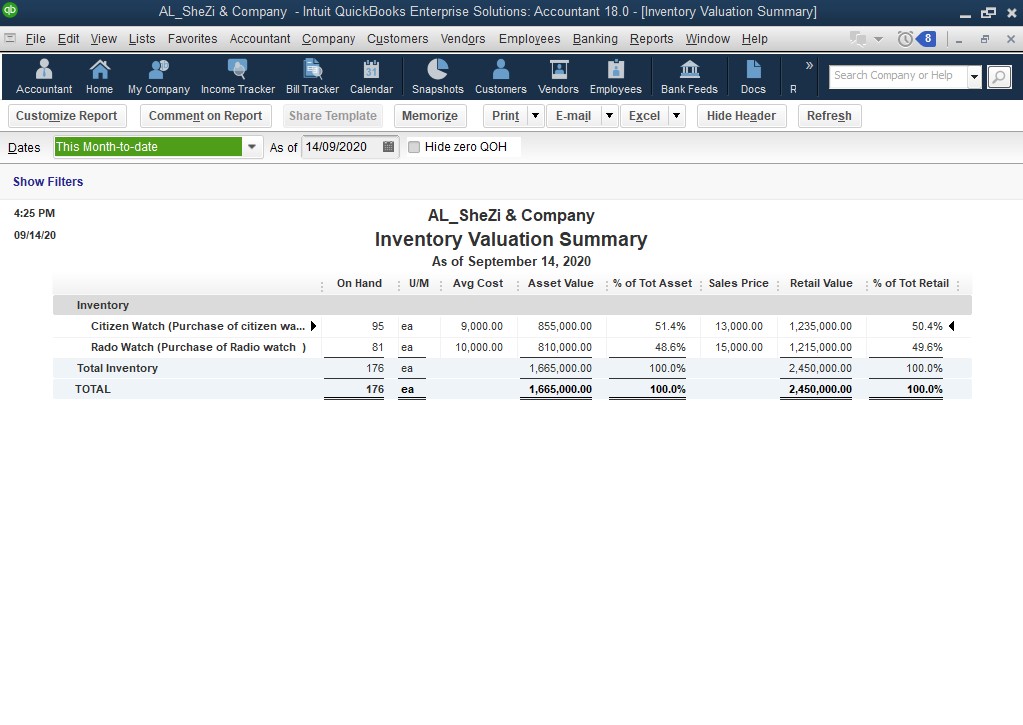 qb AL_SheZi & Company - Intuit QuickBooks Enterprise Solutions: Accountant 18.0 - [Inventory Valuation Summary]
File Edit View Lists Favorites Accountant Company Customers Vendors Employees Banking Reports Window Help 8
31
Accountant Home My Company Income Tracker Bill Tracker Calendar Snapshots Customers Vendors Employees Bank Feeds Docs R » Search Company or Help
Customize Report Comment on Report Share Template Memorize Print E-mail Excel Hide Header Refresh
Dates This Month-to-date As of 14/09/2020 Hide zero QOH
Show Filters
4:25 PM AL_SheZi & Company
09/14/20 Inventory Valuation Summary
As of September 14, 2020
On Hand U/M Avg Cost Asset Value % of Tot Asset Sales Price Retail Value % of Tot Retail
Inventory
Citizen Watch (Purchase of citizen wa... 95 ea 9,000.00 855,000.00 51.4% 13,000.00 1,235,000.00 50.4%
Rado Watch (Purchase of Radio watch ) 81 ea 10,000.00 810,000.00 48.6% 15,000.00 1,215,000.00 49.6%
Total Inventory 176 ea 1,665,000.00 100.0% 2,450,000.00 100.0%
TOTAL 176 ea 1,665,000.00 100.0% 2,450,000.00 100.0%